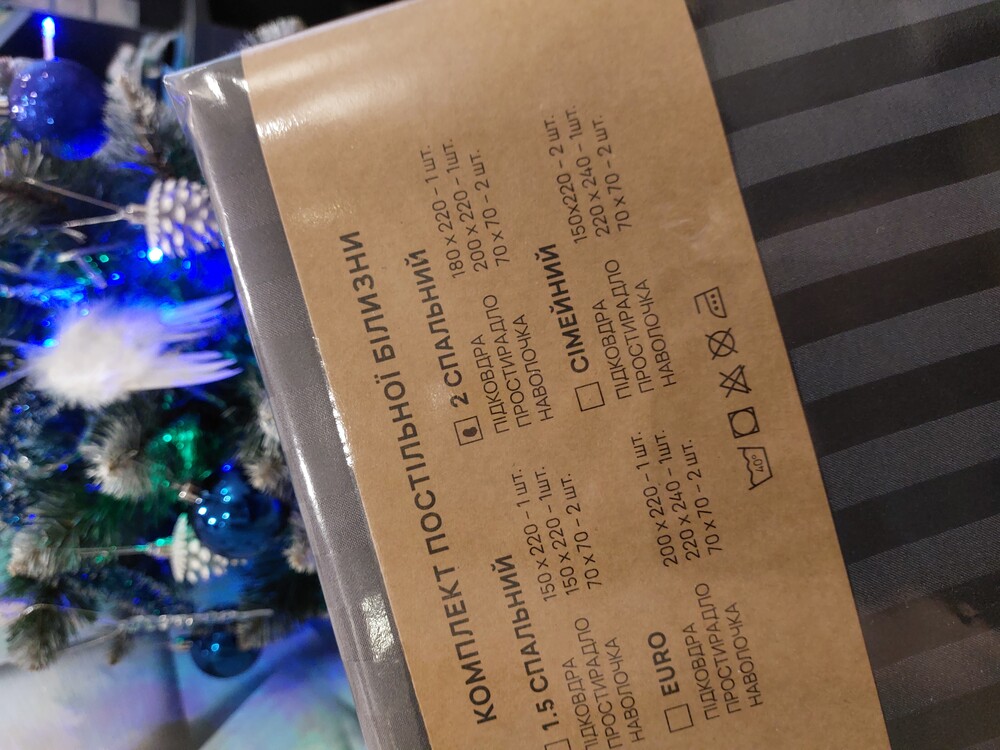 КОМПЛЕКТ ПОСТІЛЬНОЇ БІЛИЗНИ
1.5 СПАЛЬНИЙ
ПІДКОВДРА 150 х 220 - 1 шт.
ПРОСТИРАДЛО 150 х 220 - 1шт.
НАВОЛОЧКА 70 х 70 - 2 шт.
2 СПАЛЬНИЙ
ПІДКОВДРА 180 х 220 - 1 шт.
ПРОСТИРАДЛО 200 х 220 - 1шт.
НАВОЛОЧКА 70 х 70 - 2 шт.
EURO
ПІДКОВДРА 200 х 220 - 1 шт.
ПРОСТИРАДЛО 220 х 240 - 1шт.
НАВОЛОЧКА 70 х 70 - 2 шт.
СІМЕЙНИЙ
ПІДКОВДРА 150х220 - 2 шт.
ПРОСТИРАДЛО 220 х 240 - 1шт.
НАВОЛОЧКА 70 х 70 - 2 шт.
40°